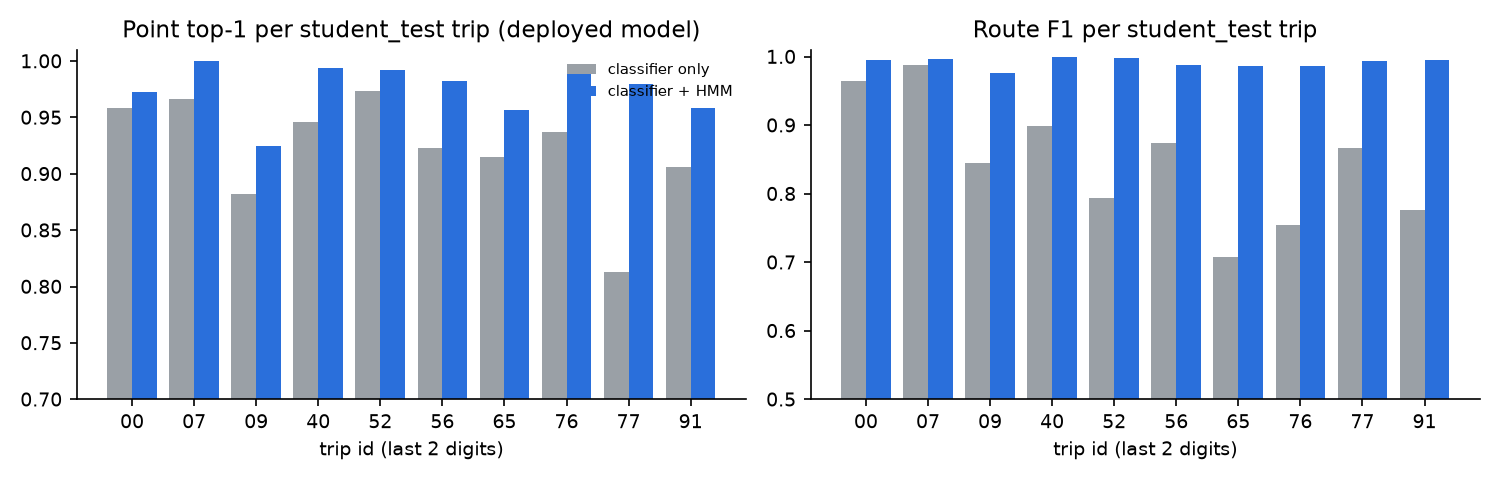 Point top-1 per student_test trip (deployed model)
classifier only
classifier + HMM
1.00
0.95
0.90
0.85
0.80
0.75
0.70
00 07 09 40 52 56 65 76 77 91
trip id (last 2 digits)
Route F1 per student_test trip
1.0
0.9
0.8
0.7
0.6
0.5
00 07 09 40 52 56 65 76 77 91
trip id (last 2 digits)